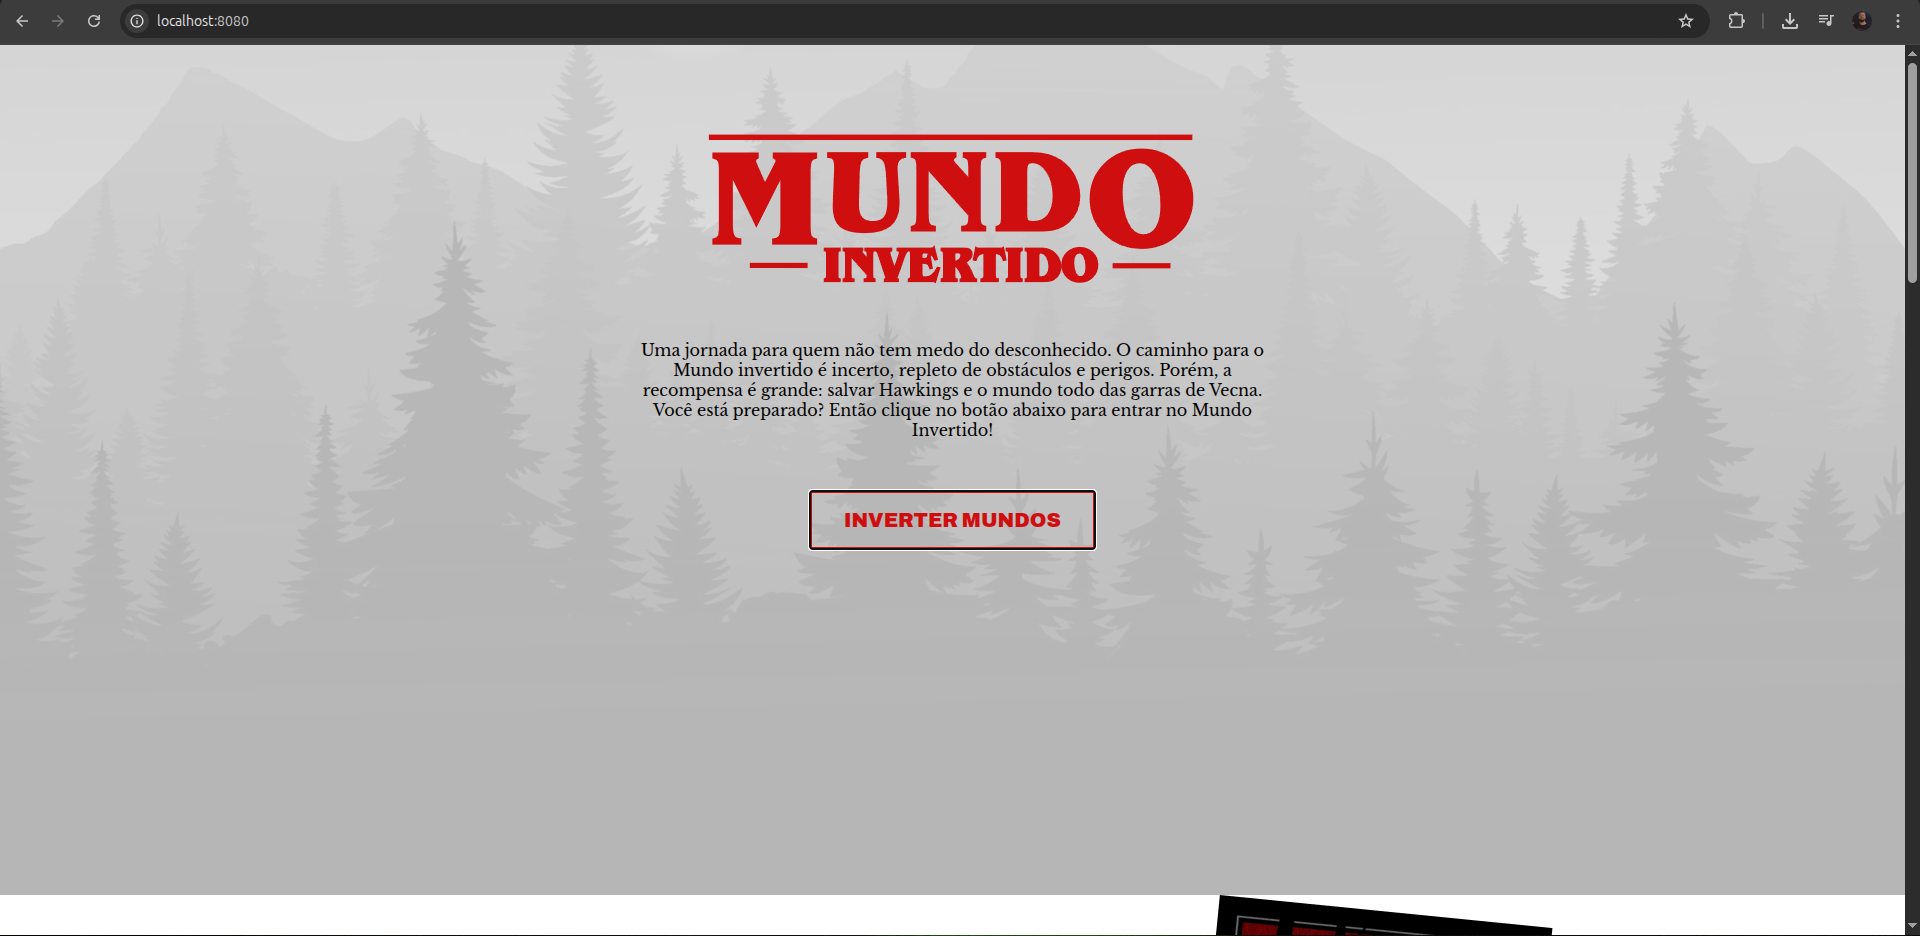 localhost:8080
MUNDO
INVERTIDO
Uma jornada para quem não tem medo do desconhecido. O caminho para o
Mundo invertido é incerto, repleto de obstáculos e perigos. Porém, a
recompensa é grande: salvar Hawkings e o mundo todo das garras de Vecna.
Você está preparado? Então clique no botão abaixo para entrar no Mundo
Invertido!
INVERTER MUNDOS